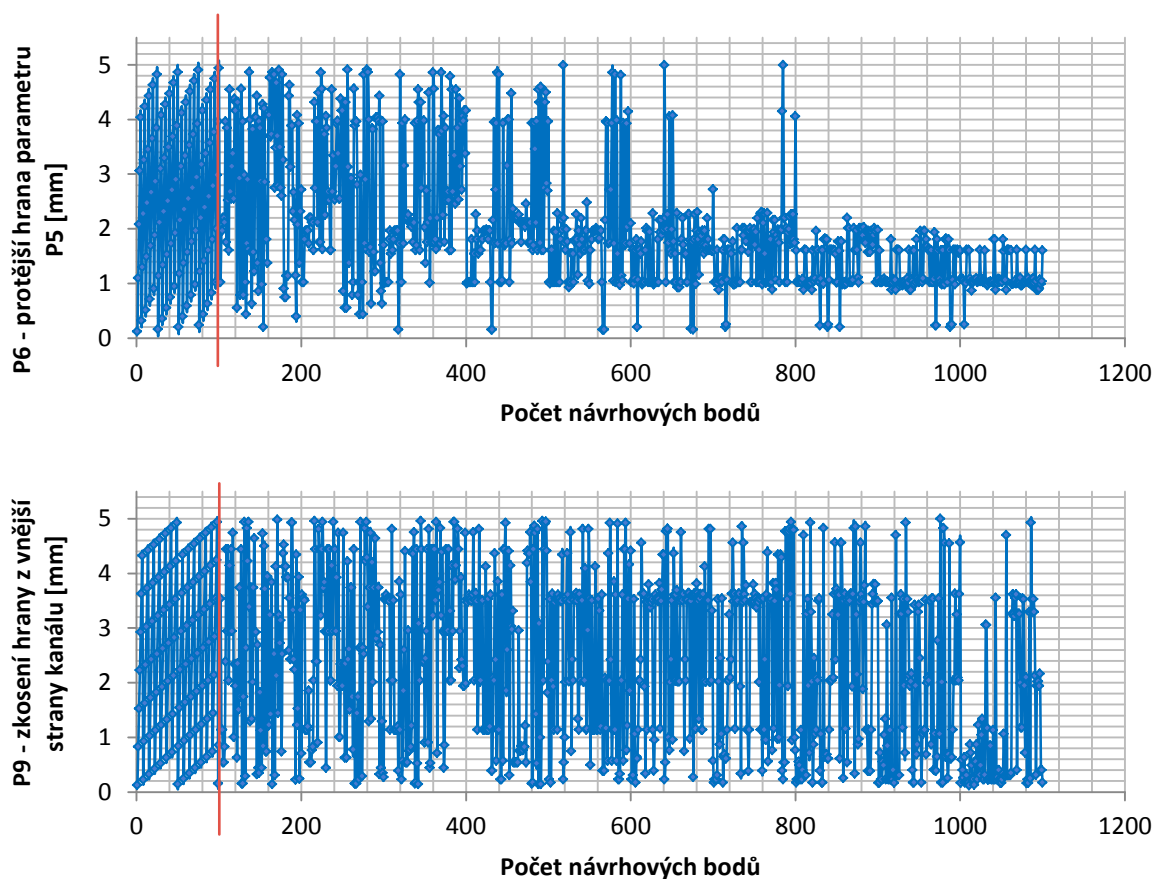 P6 - protější hrana parametru
P5 [mm]
5
4
3
2
1
0
0 200 400 600 800 1000 1200
Počet návrhových bodů
P9 - zkosení hrany z vnější
strany kanálu [mm]
5
4
3
2
1
0
0 200 400 600 800 1000 1200
Počet návrhových bodů